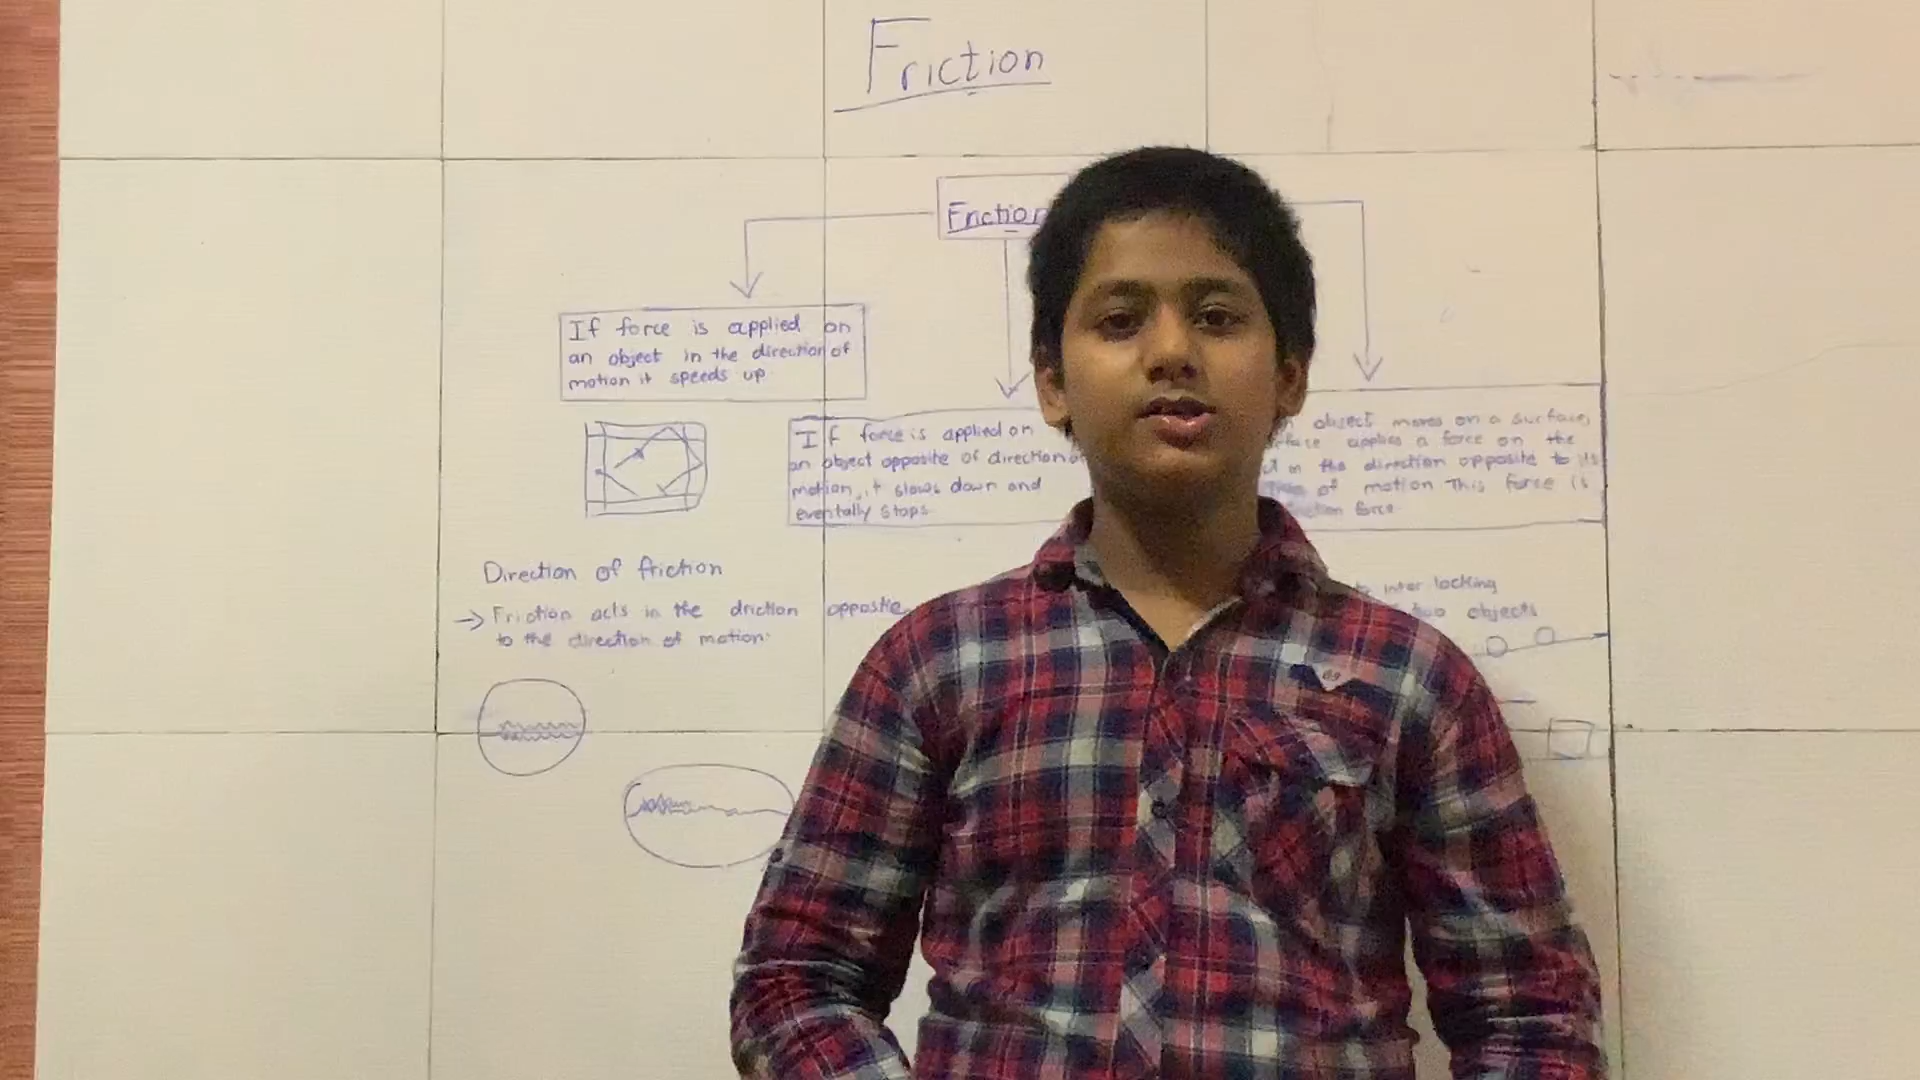 Friction
Friction
If force is applied on
an object in the direction of
motion it speeds up
If force is applied on
an object opposite of direction of
motion, it slows down and
eventally stops
object moves on a surface,
applies a force on the
in the direction opposite to its
of motion This force is
force
Direction of friction
→ Friction acts in the driction opposite
to the direction of motion.
inter locking
two objects